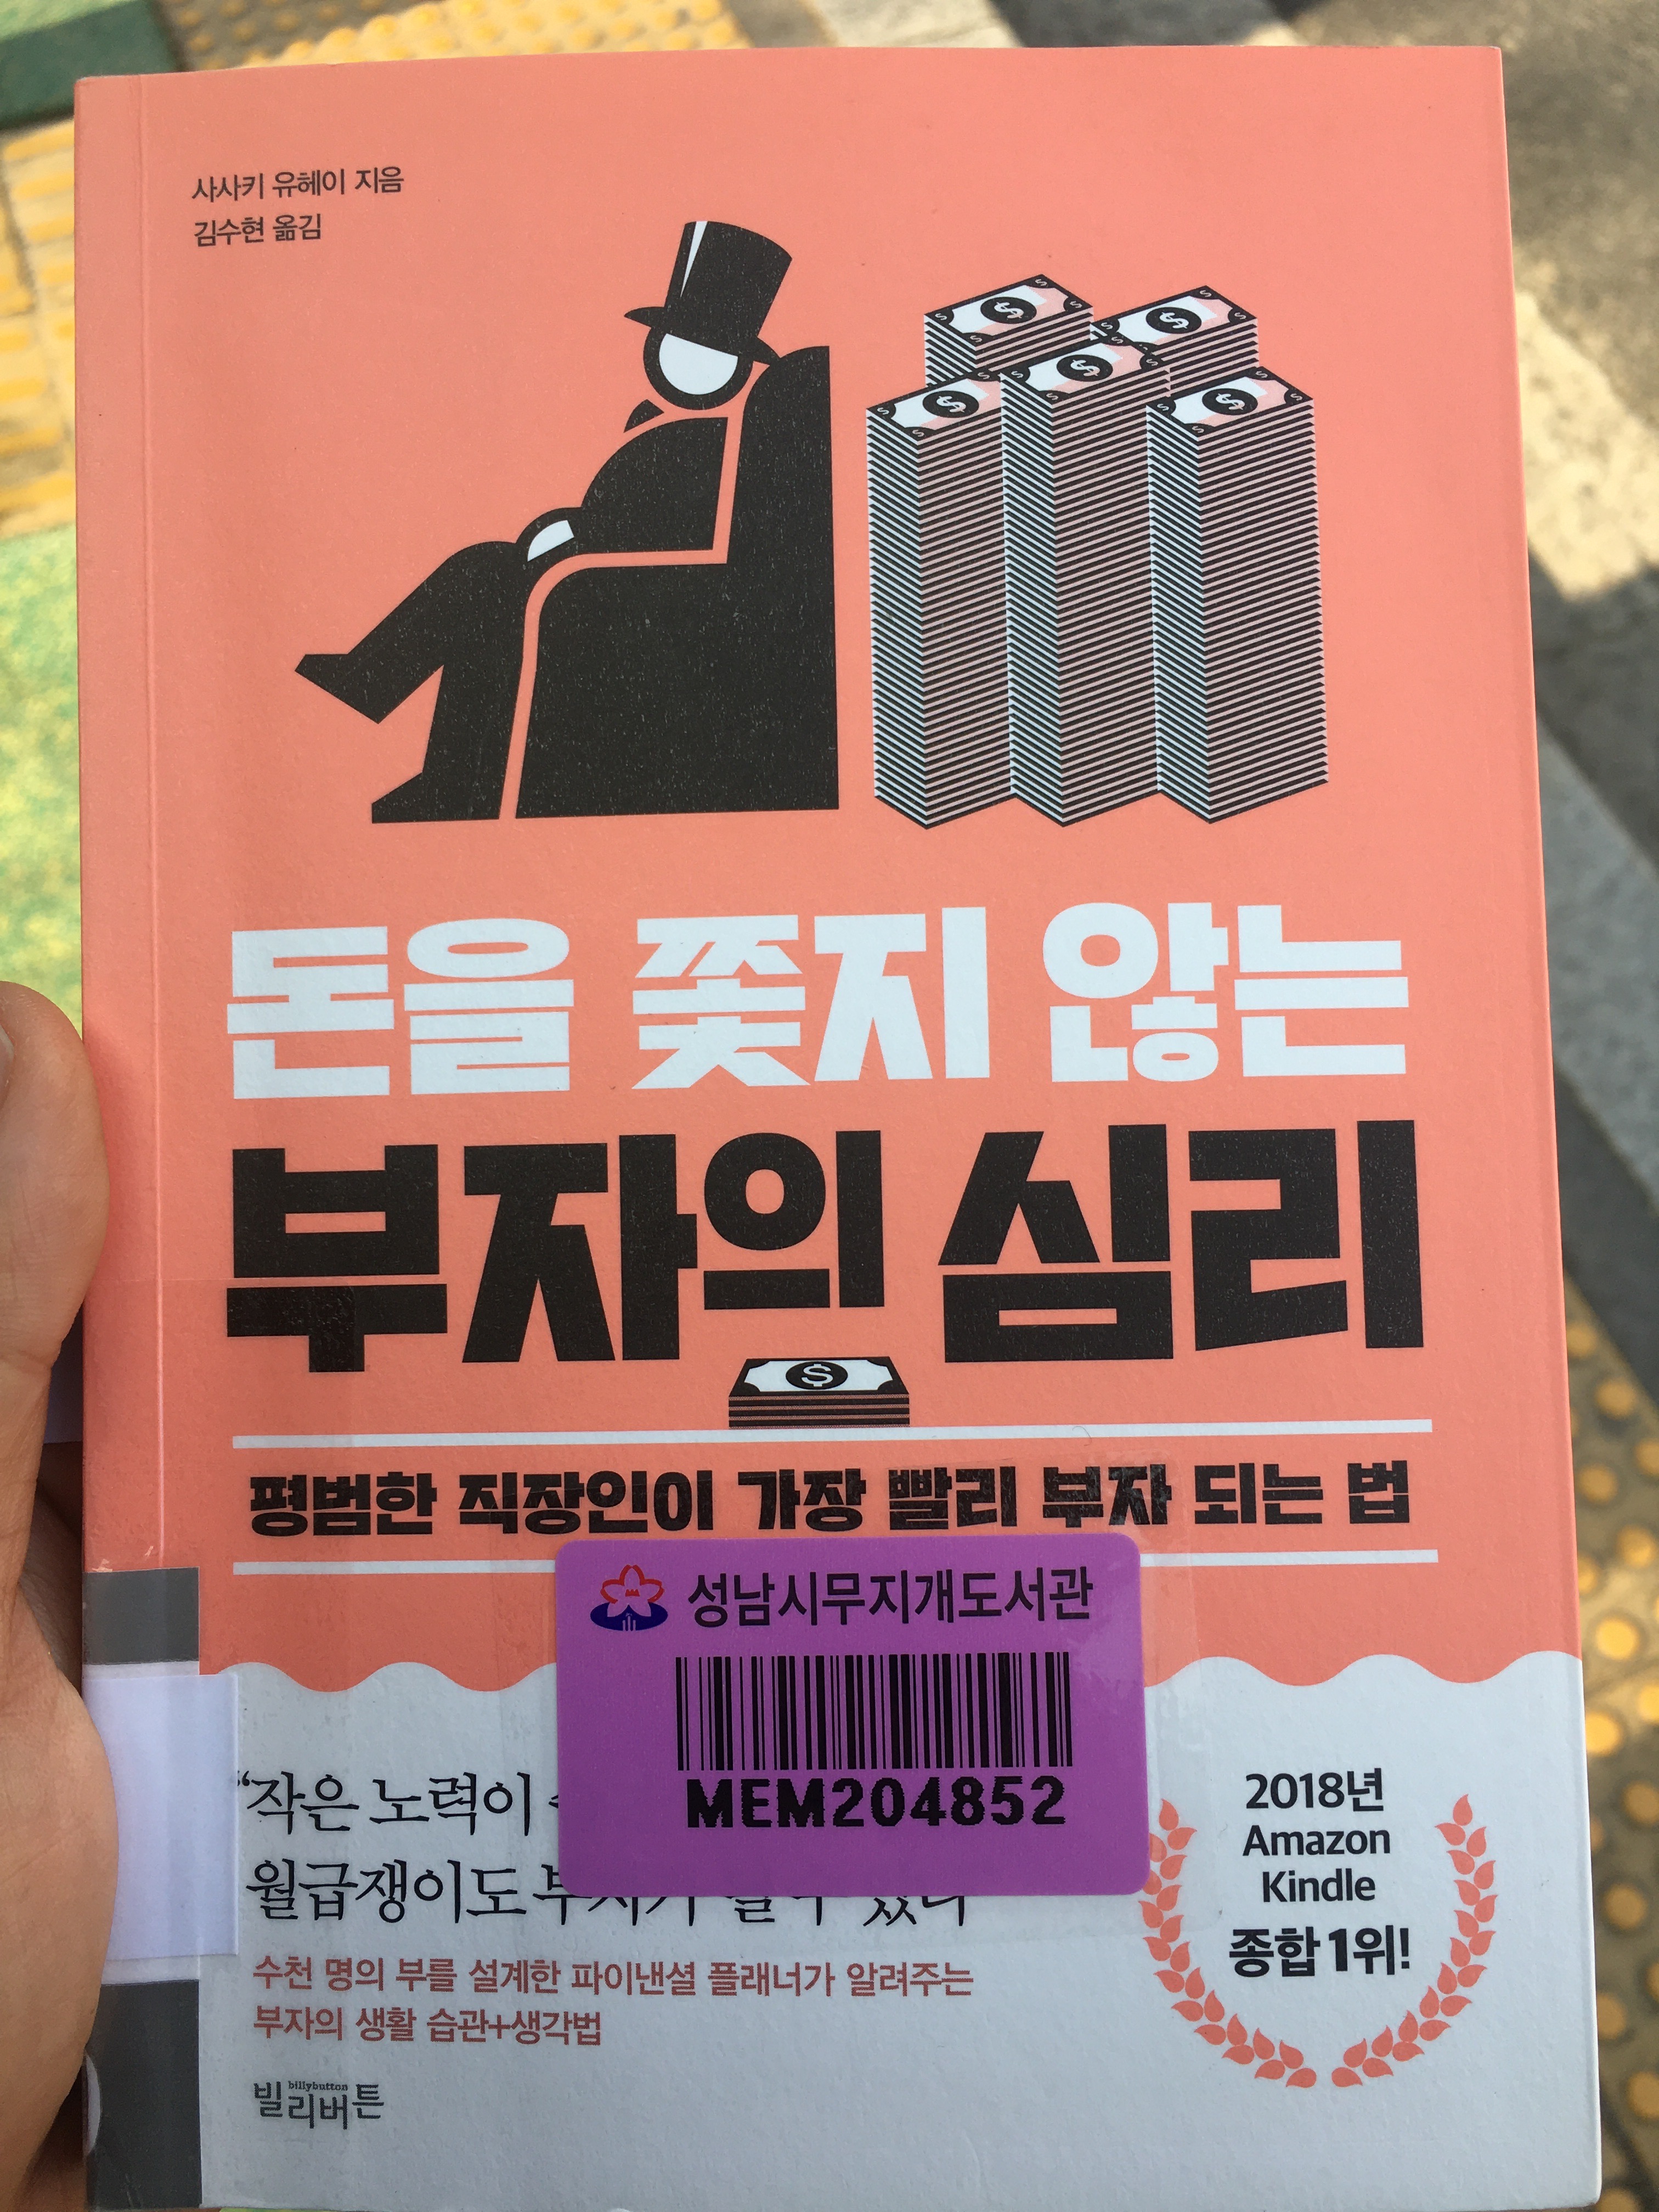 사사키 유헤이 지음
김수현 옮김
돈을 쫓지 않는
부자의 심리
평범한 직장인이 가장 빨리 부자 되는 법
성남시무지개도서관
MEM204852
“작은 노력이
월급쟁이도
수천 명의 부를 설계한 파이낸셜 플래너가 알려주는
부자의 생활 습관+생각법
billybutton
빌리버튼
2018년
Amazon
Kindle
종합 1위!